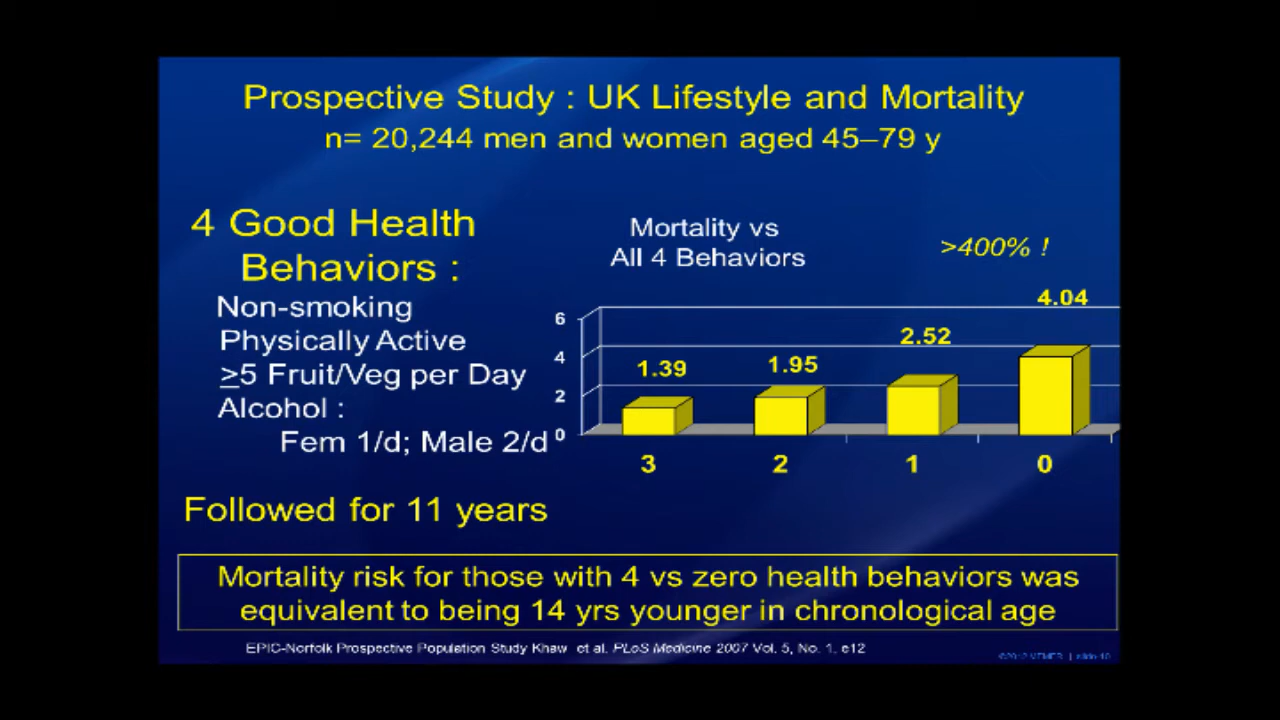 Prospective Study : UK Lifestyle and Mortality
n= 20,244 men and women aged 45–79 y
4 Good Health
Behaviors :
Non-smoking
Physically Active
≥5 Fruit/Veg per Day
Alcohol :
Fem 1/d; Male 2/d
Mortality vs
All 4 Behaviors
>400% !
6
4
2
0
1.39
1.95
2.52
4.04
3
2
1
0
Followed for 11 years
Mortality risk for those with 4 vs zero health behaviors was
equivalent to being 14 yrs younger in chronological age
EPIC-Norfolk Prospective Population Study Khaw et al. PLoS Medicine 2007 Vol. 5, No. 1, e12